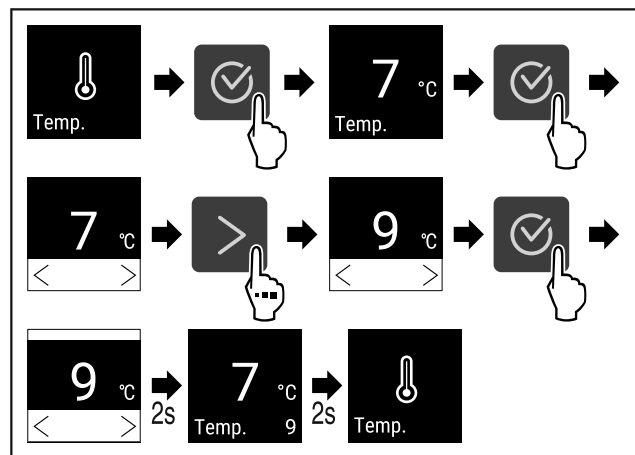 Temp.
7 °C
Temp.
7 °C
< >
>
9 °C
< >
9 °C
< >
2s
7 °C
Temp. 9
2s
Temp.